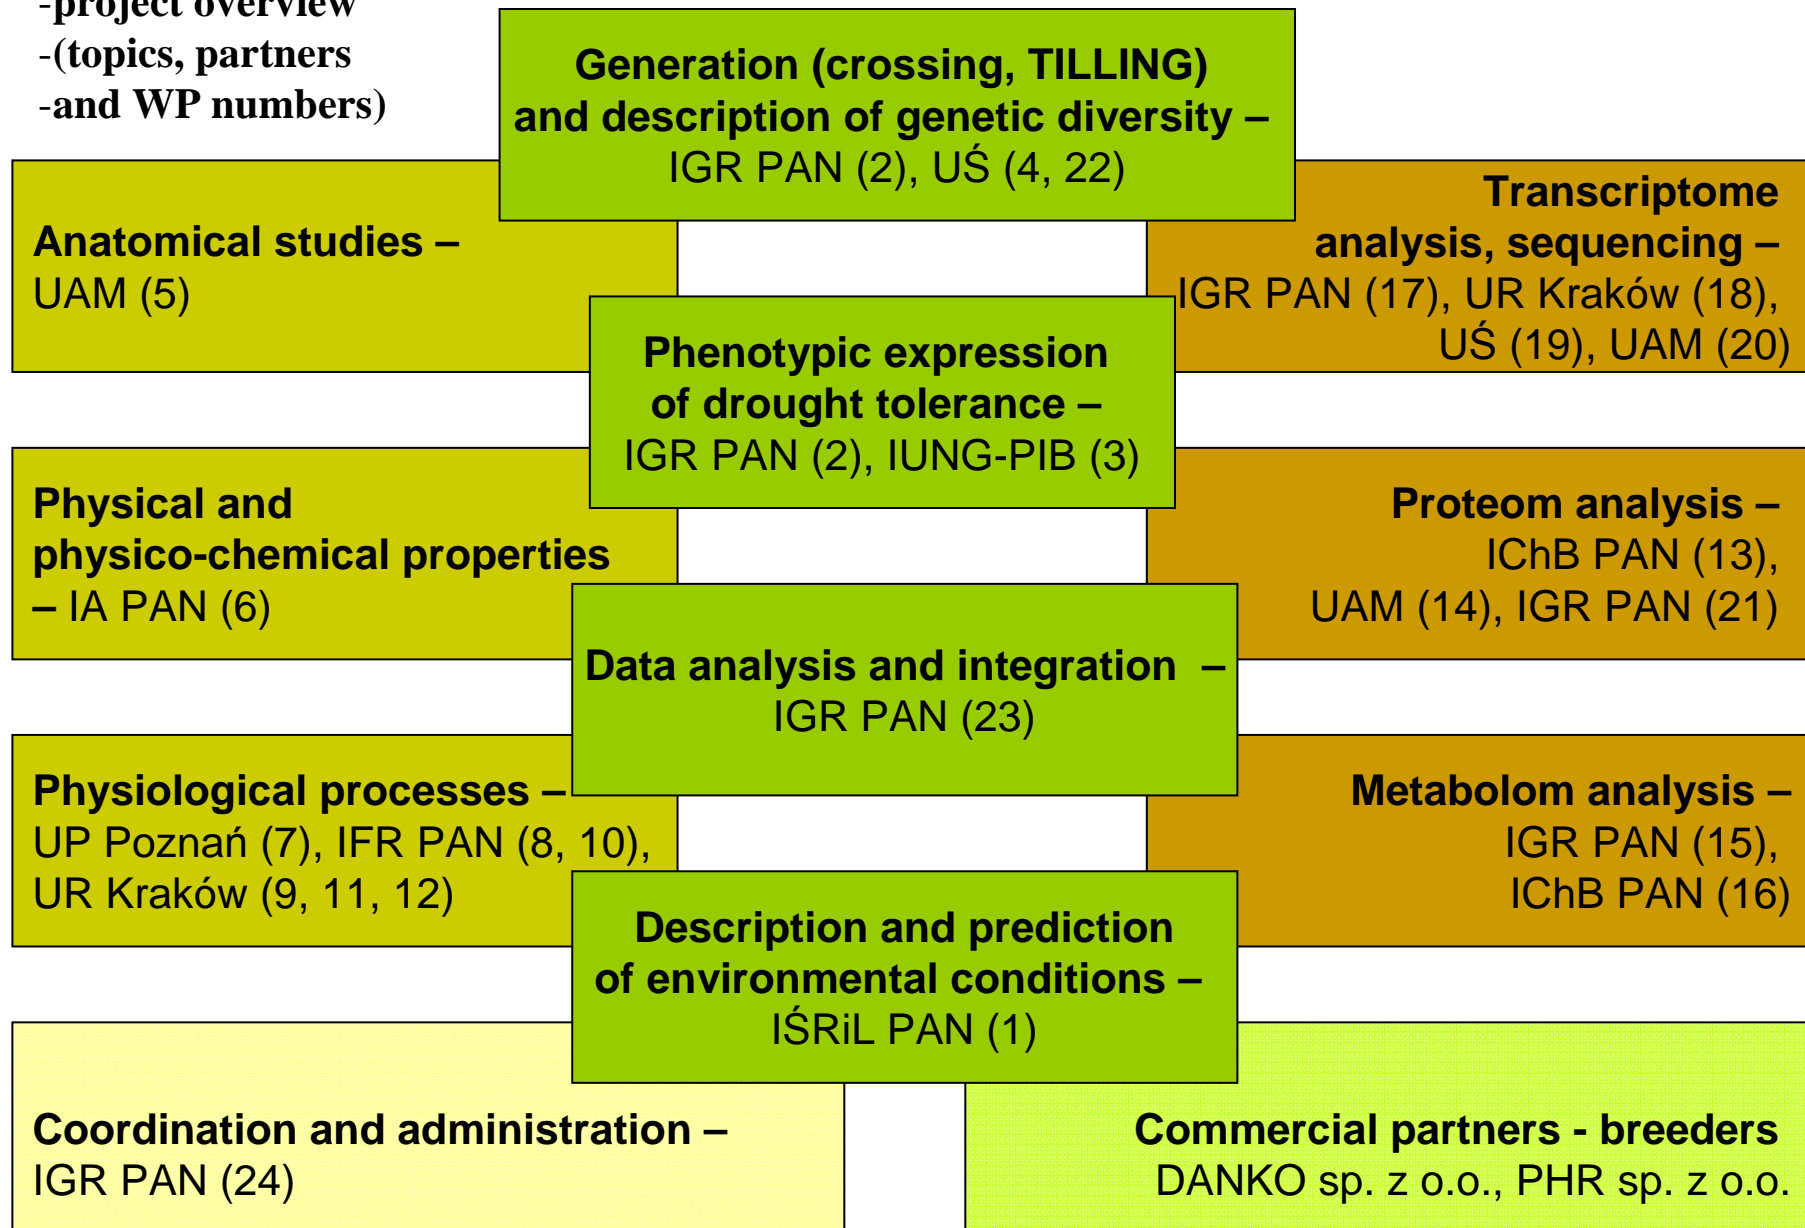 -project overview
-(topics, partners
-and WP numbers)
Generation (crossing, TILLING)
and description of genetic diversity –
IGR PAN (2), UŚ (4, 22)
Anatomical studies –
UAM (5)
Transcriptome
analysis, sequencing –
IGR PAN (17), UR Kraków (18),
UŚ (19), UAM (20)
Phenotypic expression
of drought tolerance –
IGR PAN (2), IUNG-PIB (3)
Physical and
physico-chemical properties
– IA PAN (6)
Proteom analysis –
IChB PAN (13),
UAM (14), IGR PAN (21)
Data analysis and integration –
IGR PAN (23)
Physiological processes –
UP Poznań (7), IFR PAN (8, 10),
UR Kraków (9, 11, 12)
Metabolom analysis –
IGR PAN (15),
IChB PAN (16)
Description and prediction
of environmental conditions –
IŚRiL PAN (1)
Coordination and administration –
IGR PAN (24)
Commercial partners - breeders
DANKO sp. z o.o., PHR sp. z o.o.